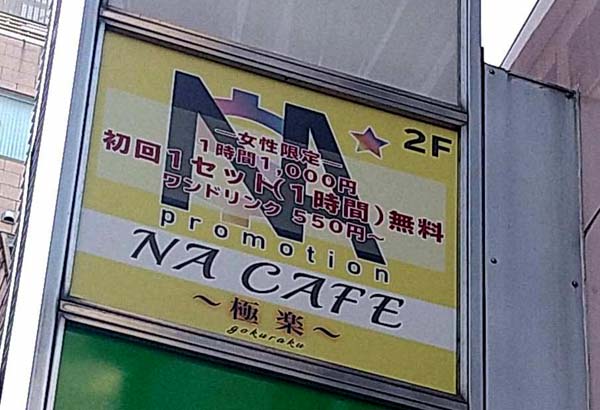 NA
2F
―女性限定―
1時間1,000円
初回1セット(1時間)無料
ワンドリンク 550円~
promotion
NA CAFE
~極楽~
gokuraku